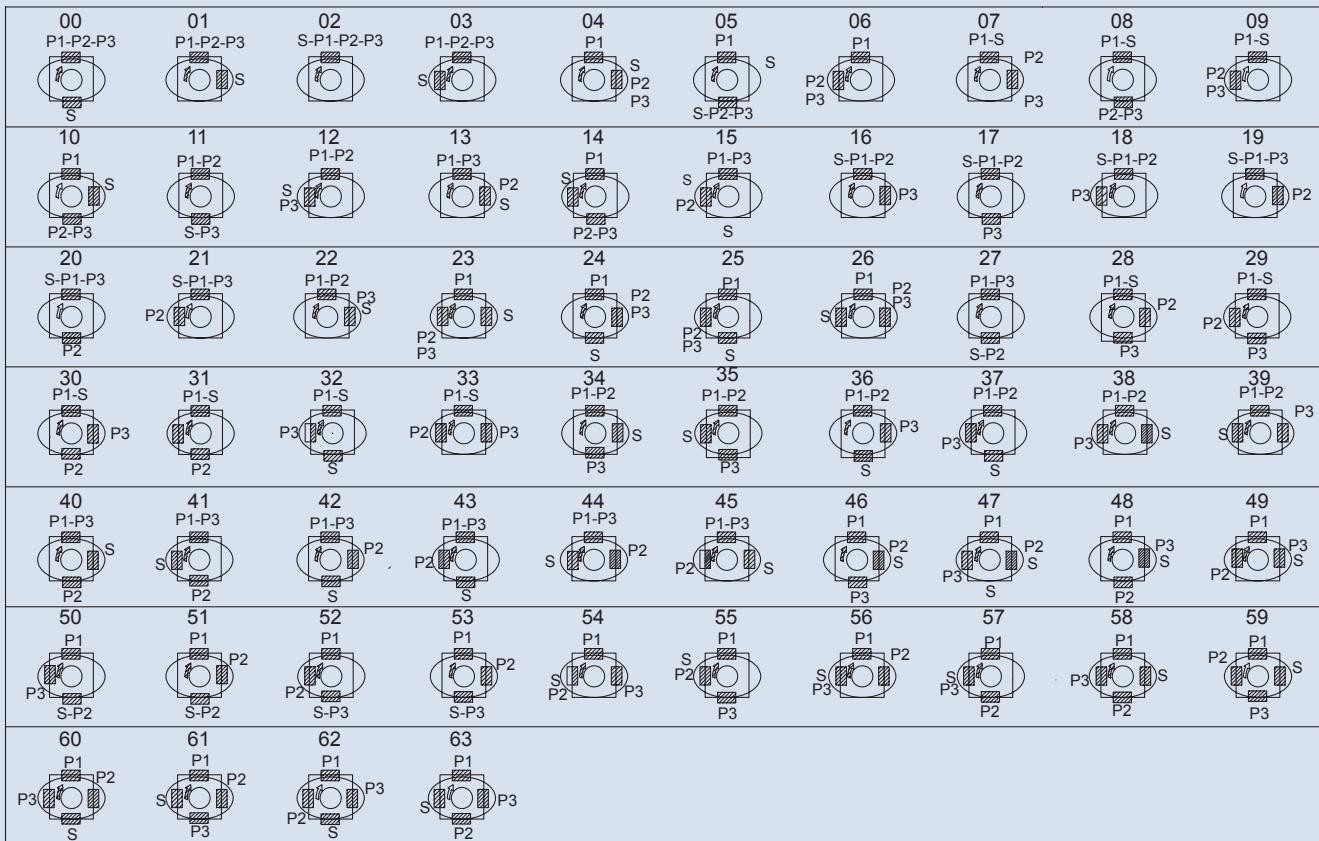 00 01 02 03 04 05 06 07 08 09
P1-P2-P3 P1-P2-P3 S-P1-P2-P3 P1-P2-P3 P1 P1 P1 P1-S P1-S P1-S
S S S S P2 P3 S S-P2-P3 P2 P3 P2 P3 P2-P3 P2 P3
10 11 12 13 14 15 16 17 18 19
P1 P1-P2 P1-P2 P1-P3 P1 P1-P3 S-P1-P2 S-P1-P2 S-P1-P2 S-P1-P3
S P2-P3 S-P3 S P3 P2 S S P2-P3 S P2 S P3 P3 P3 P2
20 21 22 23 24 25 26 27 28 29
S-P1-P3 S-P1-P3 P1-P2 P1 P1 P1 P1 P1-P3 P1-S P1-S
P2 P2 P3 S S P2 P3 P2 P3 S P2 P3 S S P2 P3 S-P2 P2 P3 P2 P3
30 31 32 33 34 35 36 37 38 39
P1-S P1-S P1-S P1-S P1-P2 P1-P2 P1-P2 P1-P2 P1-P2 P1-P2
P3 P2 P2 P3 S P2 P3 S P3 S P3 P3 S P3 S P3 S S P3
40 41 42 43 44 45 46 47 48 49
P1-P3 P1-P3 P1-P3 P1-P3 P1-P3 P1-P3 P1 P1 P1 P1
S P2 S P2 P2 S P2 S S P2 P2 S P2 S P3 P2 S P3 S P3 S P2 P2 P3 S
50 51 52 53 54 55 56 57 58 59
P1 P1 P1 P1 P1 P1 P1 P1 P1 P1
P3 S-P2 P2 S-P2 P2 S-P3 P2 S-P3 S P2 P3 S P2 P3 S P3 P2 S P3 P2 P3 S P2 P2 S P3
60 61 62 63
P1 P1 P1 P1
P3 P2 S S P2 P3 P2 P3 S S P3 P2